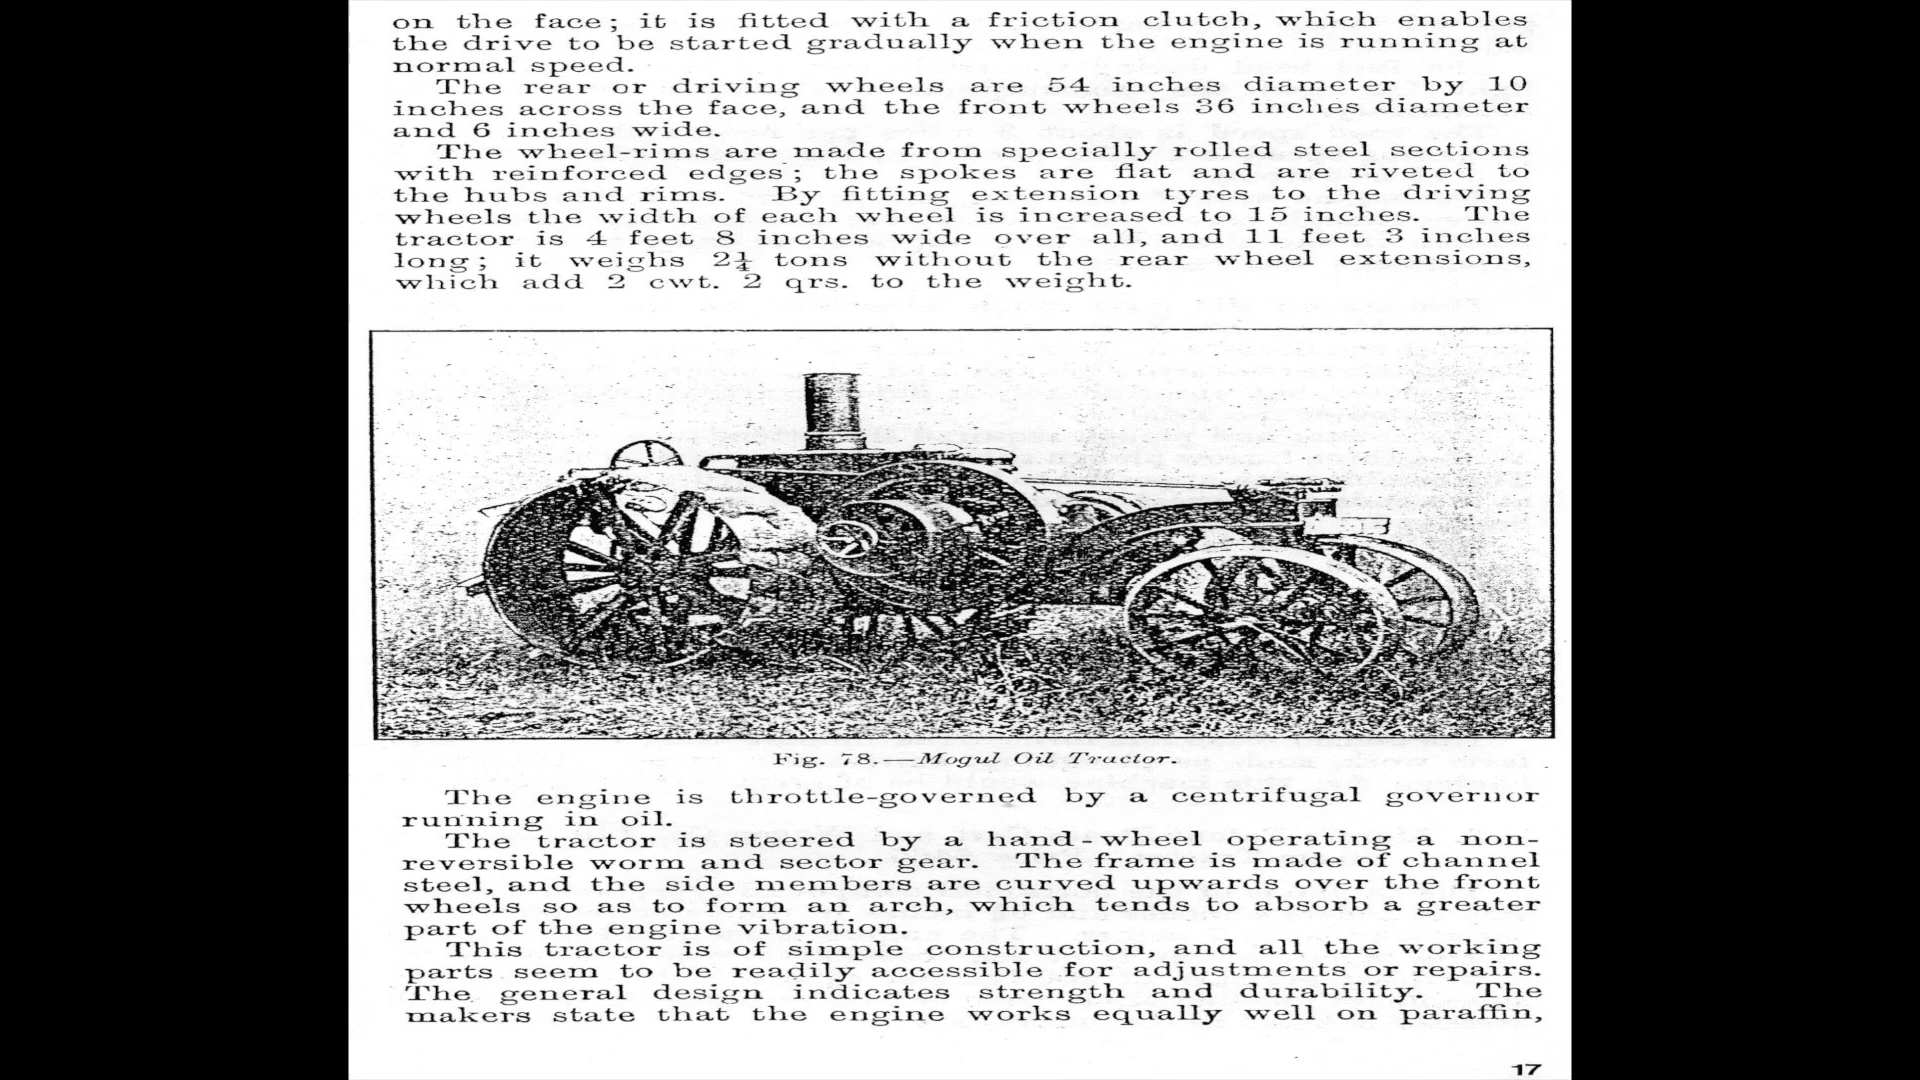 on the face; it is fitted with a friction clutch, which enables
the drive to be started gradually when the engine is running at
normal speed.
The rear or driving wheels are 54 inches diameter by 10
inches across the face, and the front wheels 36 inches diameter
and 6 inches wide.
The wheel-rims are made from specially rolled steel sections
with reinforced edges; the spokes are flat and are riveted to
the hubs and rims. By fitting extension tyres to the driving
wheels the width of each wheel is increased to 15 inches. The
tractor is 4 feet 8 inches wide over all, and 11 feet 3 inches
long; it weighs 2¼ tons without the rear wheel extensions,
which add 2 cwt. 2 qrs. to the weight.
Fig. 78.—Mogul Oil Tractor.
The engine is throttle-governed by a centrifugal governor
running in oil.
The tractor is steered by a hand-wheel operating a non-
reversible worm and sector gear. The frame is made of channel
steel, and the side members are curved upwards over the front
wheels so as to form an arch, which tends to absorb a greater
part of the engine vibration.
This tractor is of simple construction, and all the working
parts seem to be readily accessible for adjustments or repairs.
The general design indicates strength and durability. The
makers state that the engine works equally well on paraffin,
17